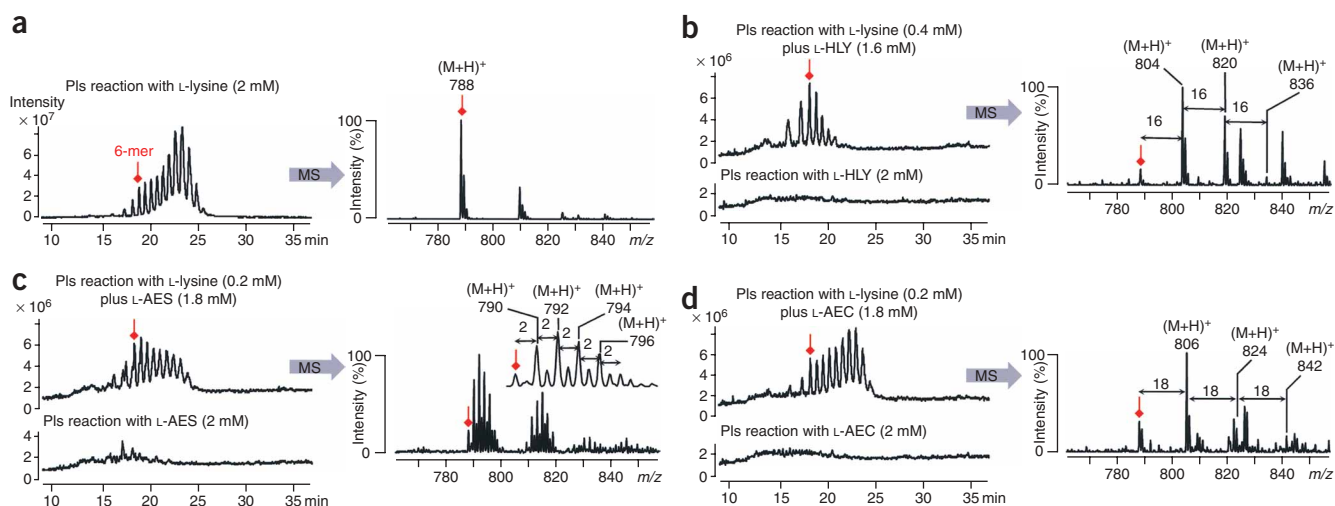 a
Pls reaction with L-lysine (2 mM)
Intensity
× 10⁷
8
6
4
2
0
6-mer
10 15 20 25 30 35 min
MS
Intensity (%)
100
0
(M+H)⁺
788
780 800 820 840 m/z
b
Pls reaction with L-lysine (0.4 mM)
plus L-HLY (1.6 mM)
× 10⁶
8
6
4
2
0
Pls reaction with L-HLY (2 mM)
2
0
10 15 20 25 30 35 min
MS
Intensity (%)
100
0
(M+H)⁺
804
(M+H)⁺
820
(M+H)⁺
836
16
16
16
780 800 820 840 m/z
c
Pls reaction with L-lysine (0.2 mM)
plus L-AES (1.8 mM)
× 10⁶
8
6
4
2
0
Pls reaction with L-AES (2 mM)
4
2
0
10 15 20 25 30 35 min
MS
Intensity (%)
100
0
(M+H)⁺
790
(M+H)⁺
792
(M+H)⁺
794
(M+H)⁺
796
2
2
2
2
780 800 820 840 m/z
d
Pls reaction with L-lysine (0.2 mM)
plus L-AEC (1.8 mM)
× 10⁶
8
6
4
2
0
Pls reaction with L-AEC (2 mM)
2
0
10 15 20 25 30 35 min
MS
Intensity (%)
100
0
(M+H)⁺
806
(M+H)⁺
824
(M+H)⁺
842
18
18
18
780 800 820 840 m/z